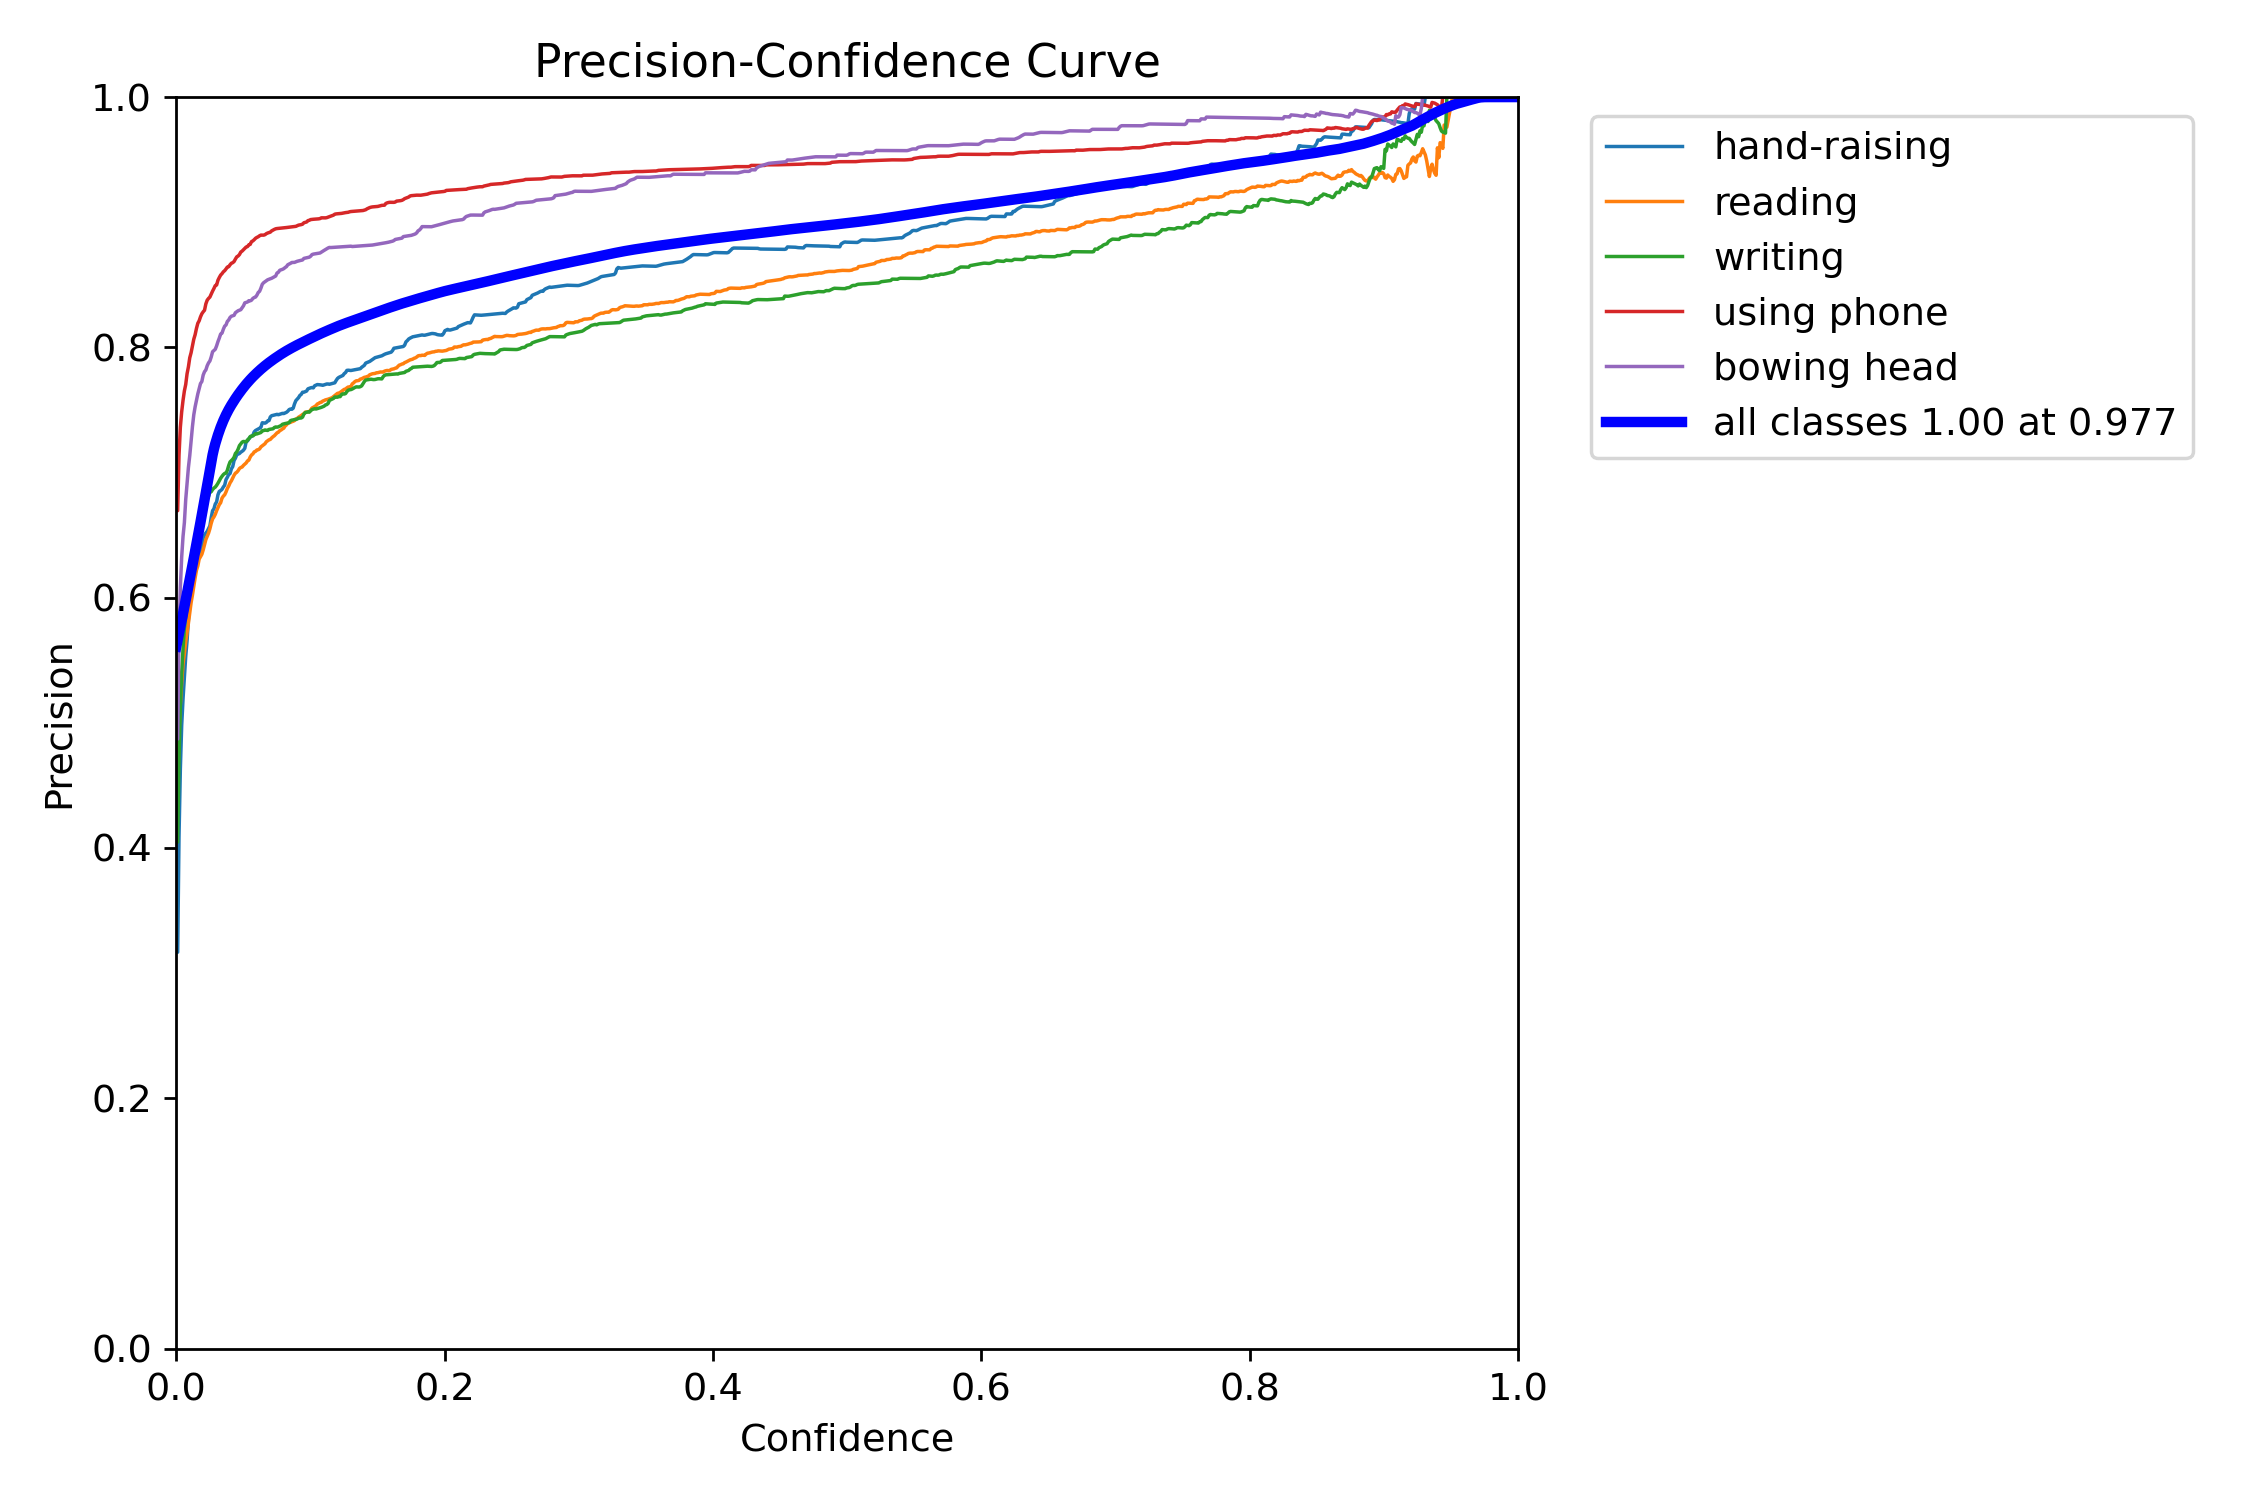 Precision-Confidence Curve
1.0
0.8
0.6
0.4
0.2
0.0
Precision
0.0 0.2 0.4 0.6 0.8 1.0
Confidence
hand-raising
reading
writing
using phone
bowing head
all classes 1.00 at 0.977